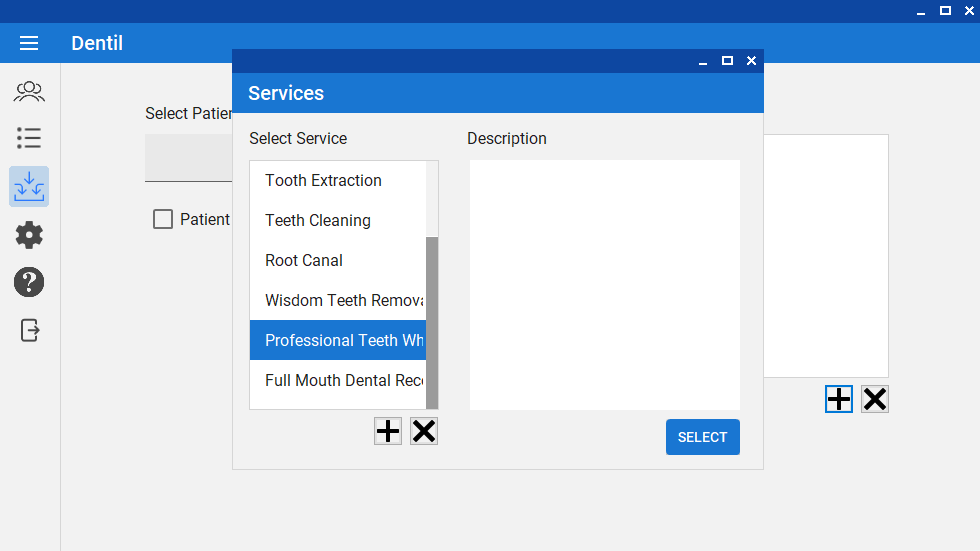 Dentil
Services
Select Patien
Select Service
Description
Tooth Extraction
Teeth Cleaning
Patient
Root Canal
Wisdom Teeth Remova
Professional Teeth Wh
Full Mouth Dental Reco
SELECT